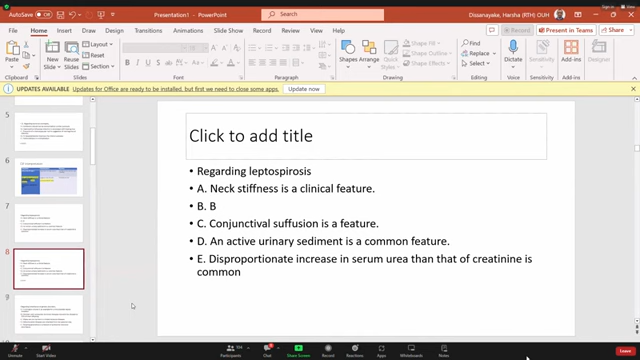 Sign in
AutoSave Off
Presentation1 - PowerPoint
Dissanayake, Harsha (RTH) OUH
File Home Insert Draw Design Transitions Animations Slide Show Record Review View Help
Record
Present in Teams
Share
Paste
New Slide
Reuse Slides
Layout
Reset
Section
Shapes
Arrange
Quick Styles
Shape Fill
Shape Outline
Shape Effects
Find
Replace
Select
Dictate
Sensitivity
Add-ins
Designer
Clipboard
Slides
Font
Paragraph
Drawing
Editing
Voice
Sensitivity
Add-ins
UPDATES AVAILABLE Updates for Office are ready to be installed, but first we need to close some apps. Update now
5
6
7
8
9
Click to add title
• Regarding leptospirosis
• A. Neck stiffness is a clinical feature.
• B. B
• C. Conjunctival suffusion is a feature.
• D. An active urinary sediment is a common feature.
• E. Disproportionate increase in serum urea than that of creatinine is
common
Unmute
Start Video
Participants
Chat
Share Screen
Record
Reactions
Apps
Whiteboards
Notes
Leave